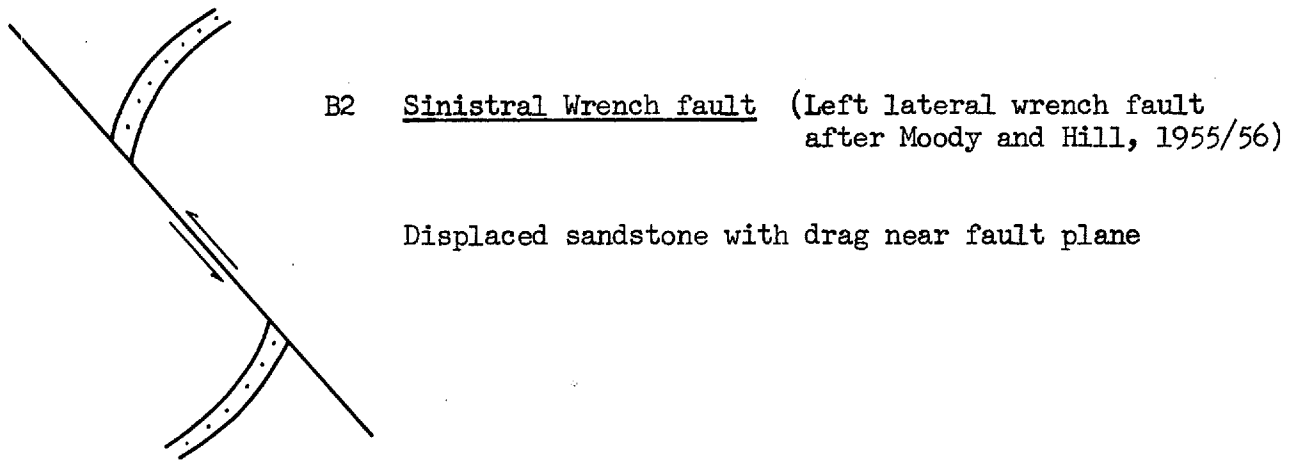 B2 Sinistral Wrench fault (Left lateral wrench fault
after Moody and Hill, 1955/56)
Displaced sandstone with drag near fault plane